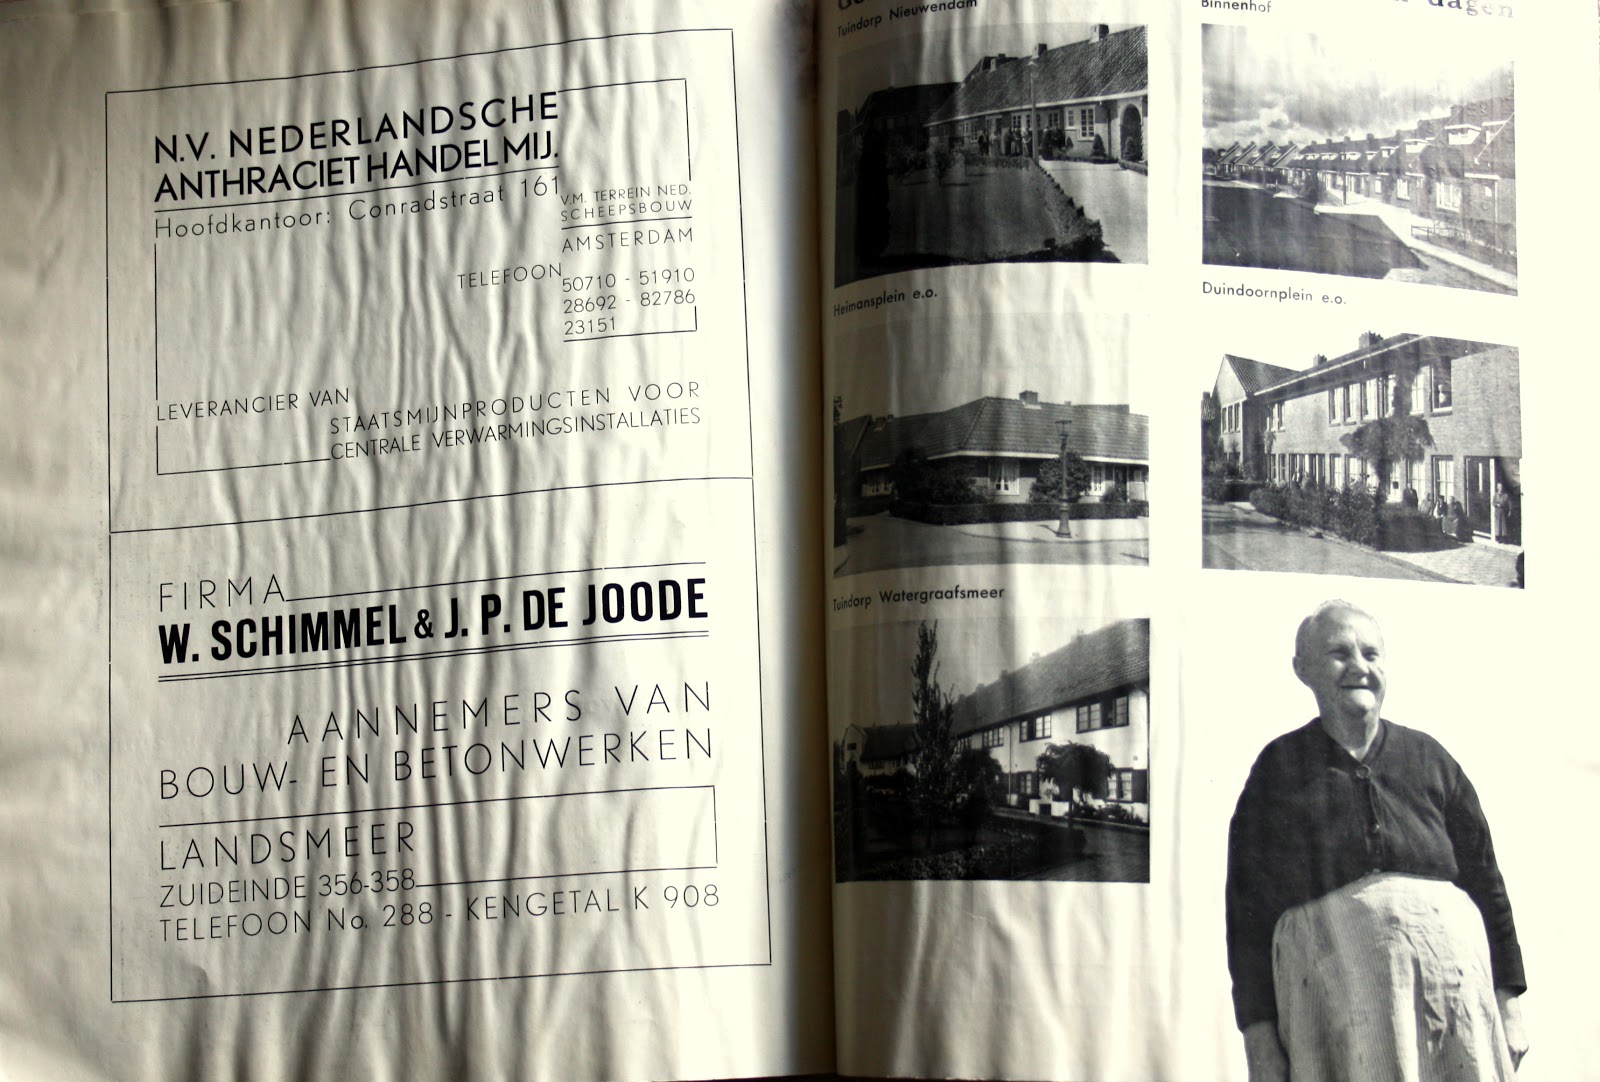 N.V. NEDERLANDSCHE
ANTHRACIET HANDELMIJ.
Hoofdkantoor: Conradstraat 161
V.M. TERREIN NED.
SCHEEPSBOUW
AMSTERDAM
TELEFOON
50710 - 51910
28692 - 82786
23151
LEVERANCIER VAN
STAATSMIJNPRODUCTEN VOOR
CENTRALE VERWARMINGSINSTALLATIES
FIRMA
W. SCHIMMEL & J. P. DE JOODE
AANNEMERS VAN
BOUW- EN BETONWERKEN
LANDSMEER
ZUIDEINDE 356-358
TELEFOON No. 288 - KENGETAL K 908
dagen
Tuindorp Nieuwendam
Binnenhof
Heimansplein e.o.
Duindoornplein e.o.
Tuindorp Watergraafsmeer